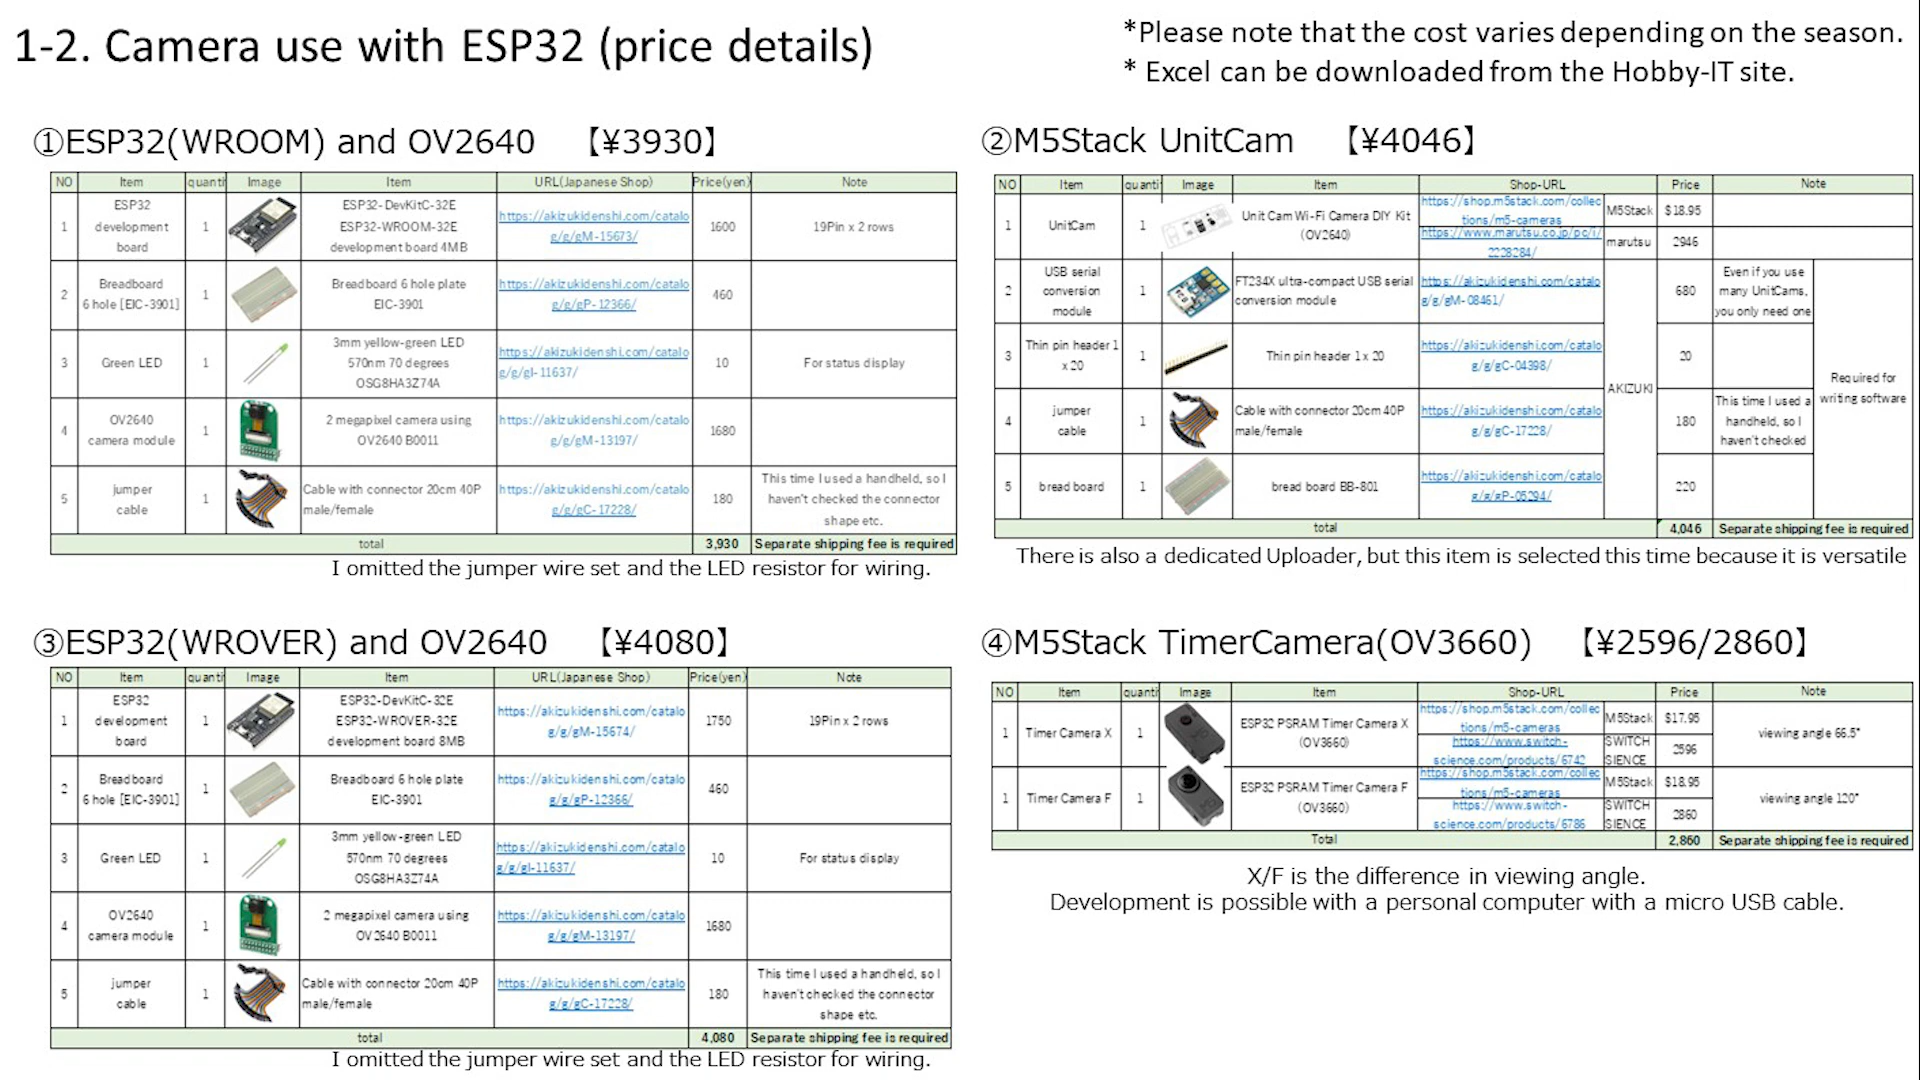 1-2. Camera use with ESP32 (price details)
*Please note that the cost varies depending on the season.
* Excel can be downloaded from the Hobby-IT site.
①ESP32(WROOM) and OV2640 【¥3930】
NO Item quanti Image Item URL(Japanese Shop) Price(yen) Note
1 ESP32 development board 1 ESP32-DevKitC-32E ESP32-WROOM-32E development board 4MB https://akizukidenshi.com/catalog/g/gM-15673/ 1600 19Pin x 2 rows
2 Breadboard 6 hole [EIC-3901] 1 Breadboard 6 hole plate EIC-3901 https://akizukidenshi.com/catalog/g/gP-12366/ 460
3 Green LED 1 3mm yellow-green LED 570nm 70 degrees OSG8HA3Z74A https://akizukidenshi.com/catalog/g/gI-11637/ 10 For status display
4 OV2640 camera module 1 2 megapixel camera using OV2640 B0011 https://akizukidenshi.com/catalog/g/gM-13197/ 1680
5 jumper cable 1 Cable with connector 20cm 40P male/female https://akizukidenshi.com/catalog/g/gC-17228/ 180 This time I used a handheld, so I haven't checked the connector shape etc.
total 3,930 Separate shipping fee is required
I omitted the jumper wire set and the LED resistor for wiring.
②M5Stack UnitCam 【¥4046】
NO Item quanti Image Item Shop-URL Price Note
1 UnitCam 1 Unit Cam Wi-Fi Camera DIY Kit (OV2640) https://shop.m5stack.com/collections/m5-cameras M5Stack $18.95
https://www.marutsu.co.jp/pc/i/2228284/ marutsu 2946
2 USB serial conversion module 1 FT234X ultra-compact USB serial conversion module https://akizukidenshi.com/catalog/g/gM-08461/ 680 Even if you use many UnitCams, you only need one
3 Thin pin header 1 x 20 1 Thin pin header 1 x 20 https://akizukidenshi.com/catalog/g/gC-04398/ AKIZUKI 20 Required for writing software
4 jumper cable 1 Cable with connector 20cm 40P male/female https://akizukidenshi.com/catalog/g/gC-17228/ 180 This time I used a handheld, so I haven't checked
5 bread board 1 bread board BB-801 https://akizukidenshi.com/catalog/g/gP-05294/ 220
total 4,046 Separate shipping fee is required
There is also a dedicated Uploader, but this item is selected this time because it is versatile
③ESP32(WROVER) and OV2640 【¥4080】
NO Item quanti Image Item URL(Japanese Shop) Price(yen) Note
1 ESP32 development board 1 ESP32-DevKitC-32E ESP32-WROVER-32E development board 8MB https://akizukidenshi.com/catalog/g/gM-15674/ 1750 19Pin x 2 rows
2 Breadboard 6 hole [EIC-3901] 1 Breadboard 6 hole plate EIC-3901 https://akizukidenshi.com/catalog/g/gP-12366/ 460
3 Green LED 1 3mm yellow-green LED 570nm 70 degrees OSG8HA3Z74A https://akizukidenshi.com/catalog/g/gI-11637/ 10 For status display
4 OV2640 camera module 1 2 megapixel camera using OV2640 B0011 https://akizukidenshi.com/catalog/g/gM-13197/ 1680
5 jumper cable 1 Cable with connector 20cm 40P male/female https://akizukidenshi.com/catalog/g/gC-17228/ 180 This time I used a handheld, so I haven't checked the connector shape etc.
total 4,080 Separate shipping fee is required
I omitted the jumper wire set and the LED resistor for wiring.
④M5Stack TimerCamera(OV3660) 【¥2596/2860】
NO Item quanti Image Item Shop-URL Price Note
1 Timer Camera X 1 ESP32 PSRAM Timer Camera X (OV3660) https://shop.m5stack.com/collections/m5-cameras M5Stack $17.95 viewing angle 66.5°
https://www.switch-science.com/products/6742 SWITCH SIENCE 2596
1 Timer Camera F 1 ESP32 PSRAM Timer Camera F (OV3660) https://shop.m5stack.com/collections/m5-cameras M5Stack $18.95 viewing angle 120°
https://www.switch-science.com/products/6786 SWITCH SIENCE 2860
Total 2,860 Separate shipping fee is required
X/F is the difference in viewing angle.
Development is possible with a personal computer with a micro USB cable.